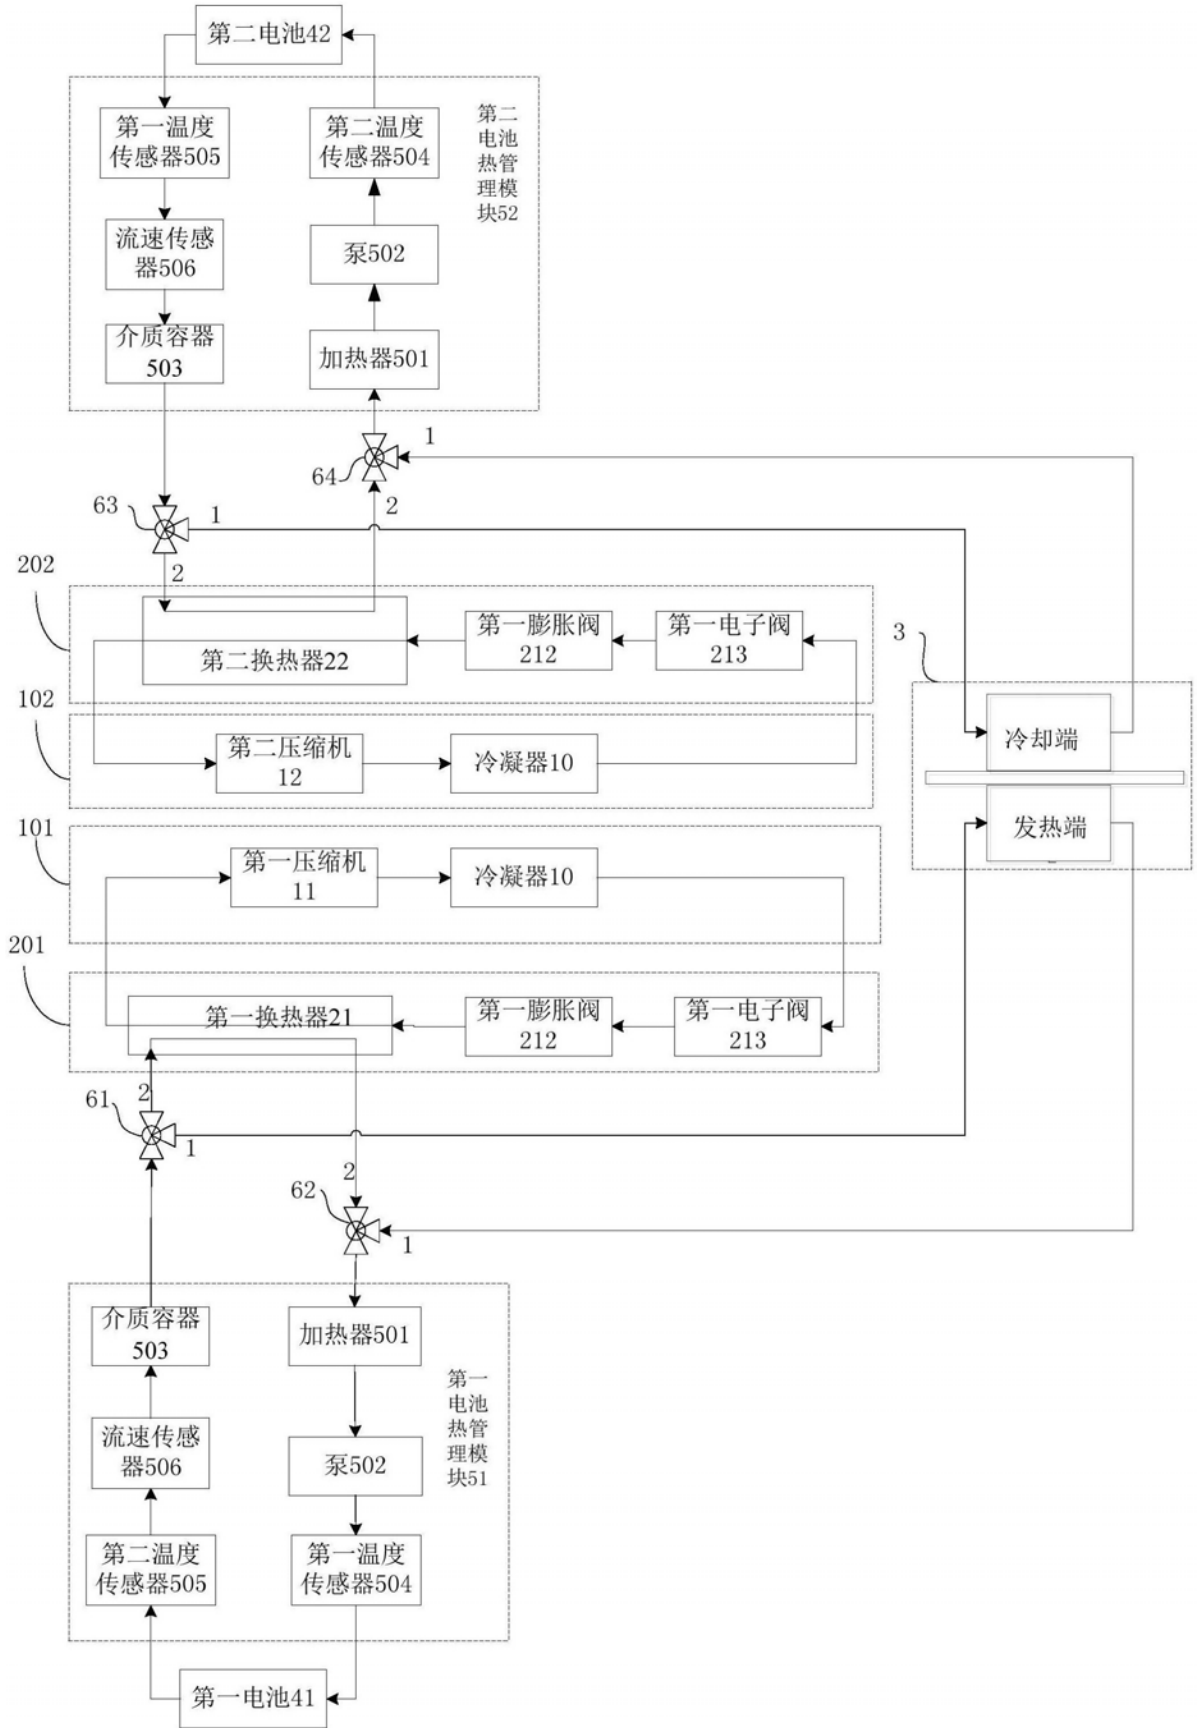 第二电池42
第一温度
传感器505
第二温度
传感器504
第二
电池
热管
理模
块52
流速传感
器506
泵502
介质容器
503
加热器501
1
64
2
63
1
2
202
第二换热器22
第一膨胀阀
212
第一电子阀
213
3
102
第二压缩机
12
冷凝器10
冷却端
发热端
101
第一压缩机
11
冷凝器10
201
第一换热器21
第一膨胀阀
212
第一电子阀
213
2
61
1
2
62
1
介质容器
503
加热器501
第一
电池
热管
理模
块51
流速传感
器506
泵502
第二温度
传感器505
第一温度
传感器504
第一电池41